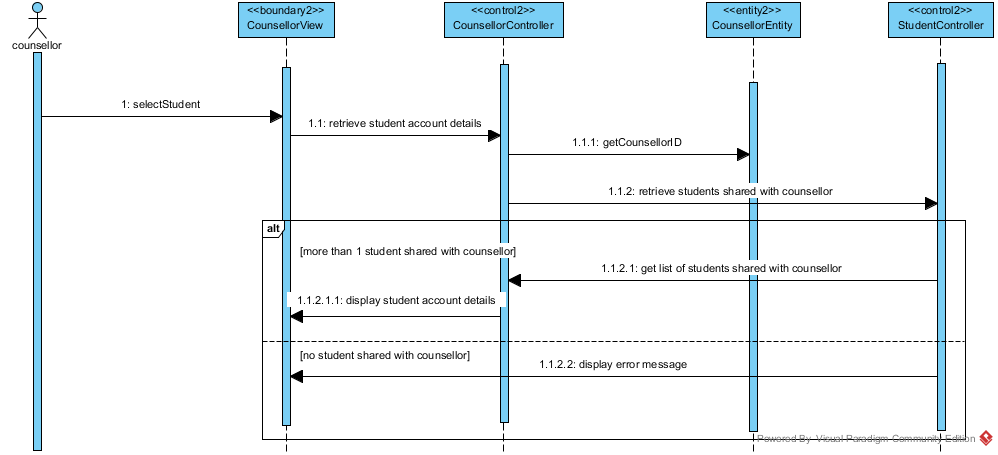 <<boundary2>>
CounsellorView
<<control2>>
CounsellorController
<<entity2>>
CounsellorEntity
<<control2>>
StudentController
counsellor
1: selectStudent
1.1: retrieve student account details
1.1.1: getCounsellorID
1.1.2: retrieve students shared with counsellor
alt
[more than 1 student shared with counsellor]
1.1.2.1: get list of students shared with counsellor
1.1.2.1.1: display student account details
[no student shared with counsellor]
1.1.2.2: display error message
Powered By Visual Paradigm Community Edition